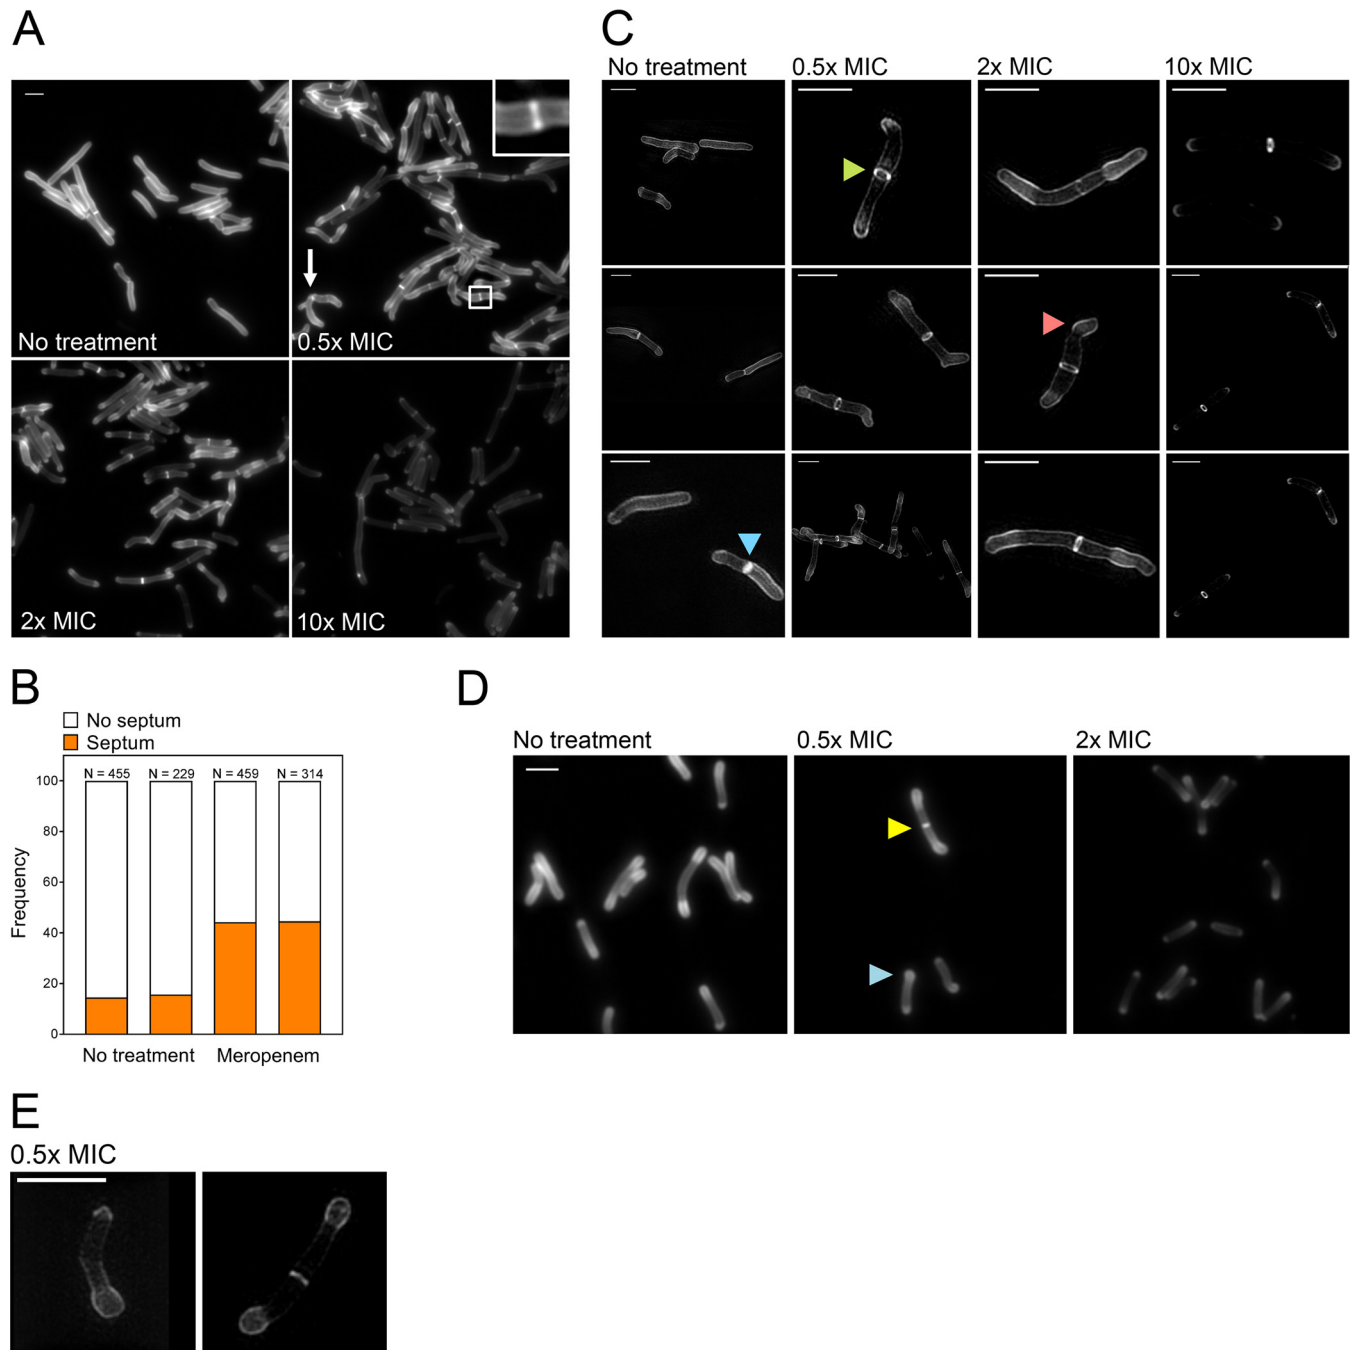 A
No treatment
0.5x MIC
2x MIC
10x MIC
C
No treatment
0.5x MIC
2x MIC
10x MIC
B
No septum
Septum
N = 455
N = 229
N = 459
N = 314
100
80
60
40
20
0
Frequency
No treatment
Meropenem
D
No treatment
0.5x MIC
2x MIC
E
0.5x MIC